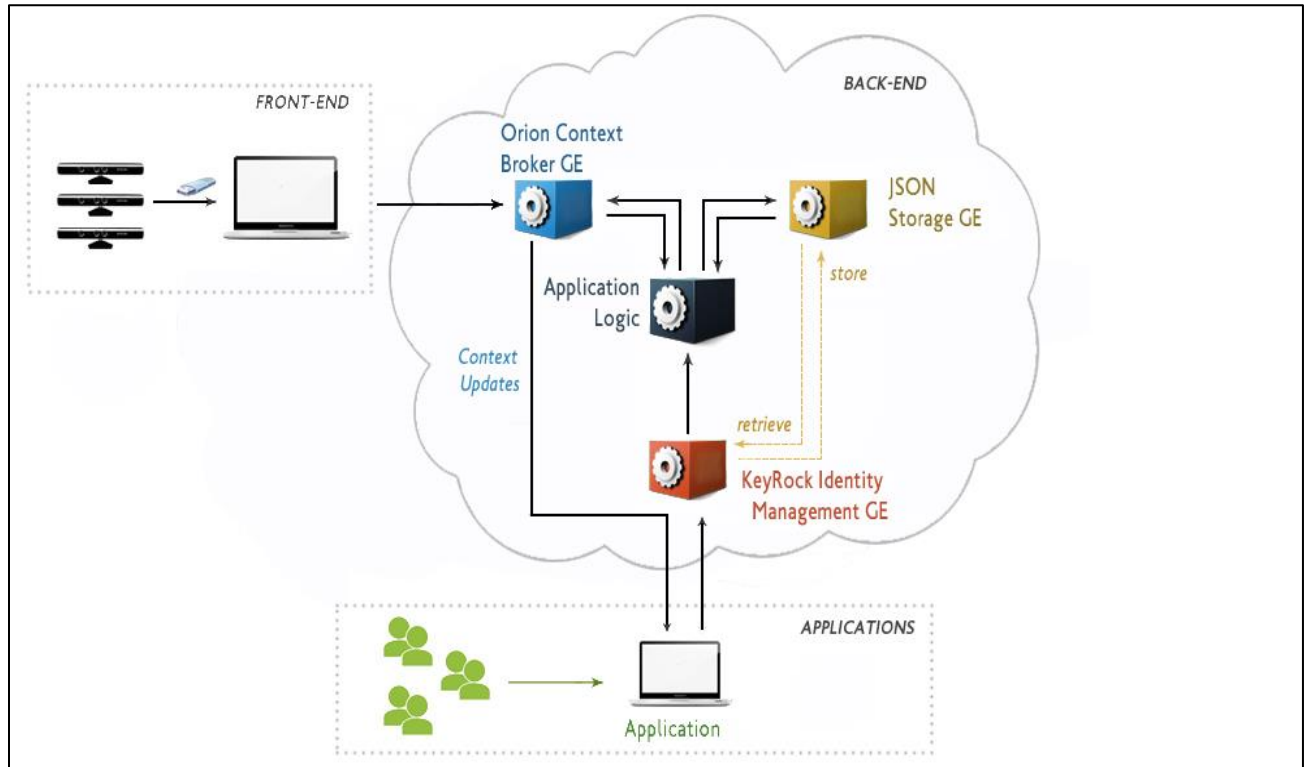 FRONT-END
BACK-END
Orion Context
Broker GE
JSON
Storage GE
store
Application
Logic
Context
Updates
retrieve
KeyRock Identity
Management GE
APPLICATIONS
Application